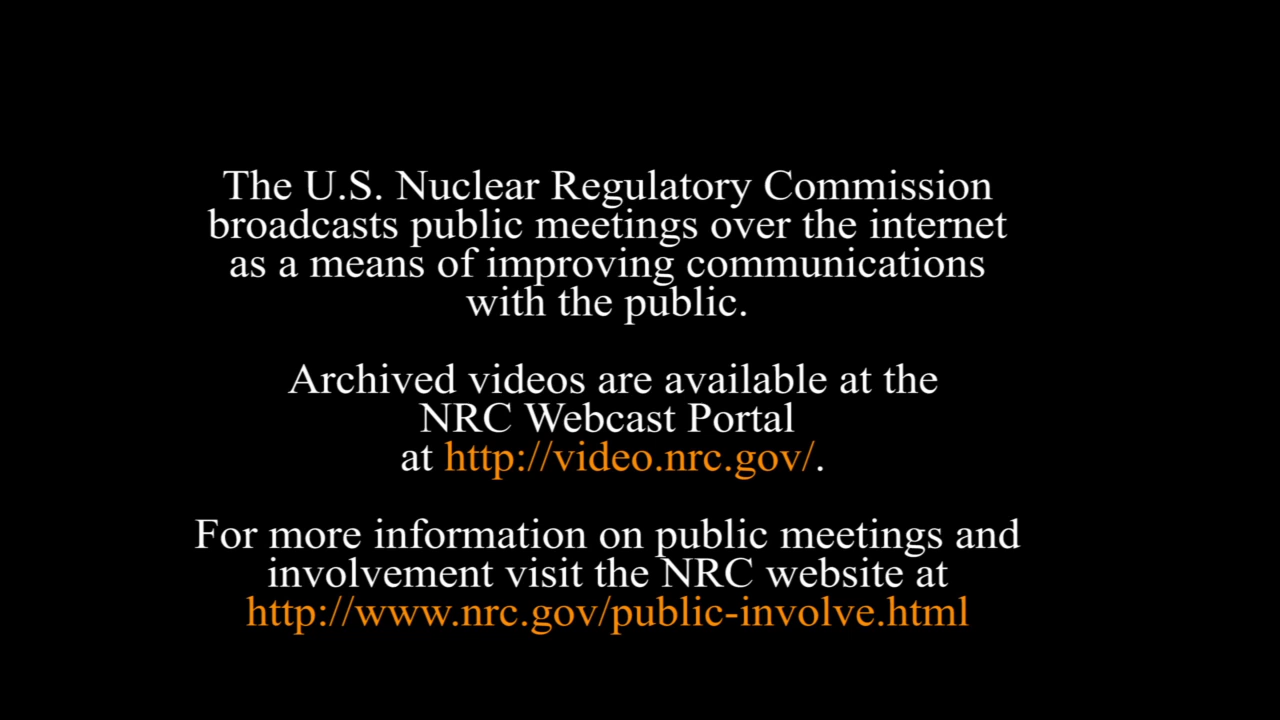 The U.S. Nuclear Regulatory Commission
broadcasts public meetings over the internet
as a means of improving communications
with the public.
Archived videos are available at the
NRC Webcast Portal
at http://video.nrc.gov/.
For more information on public meetings and
involvement visit the NRC website at
http://www.nrc.gov/public-involve.html